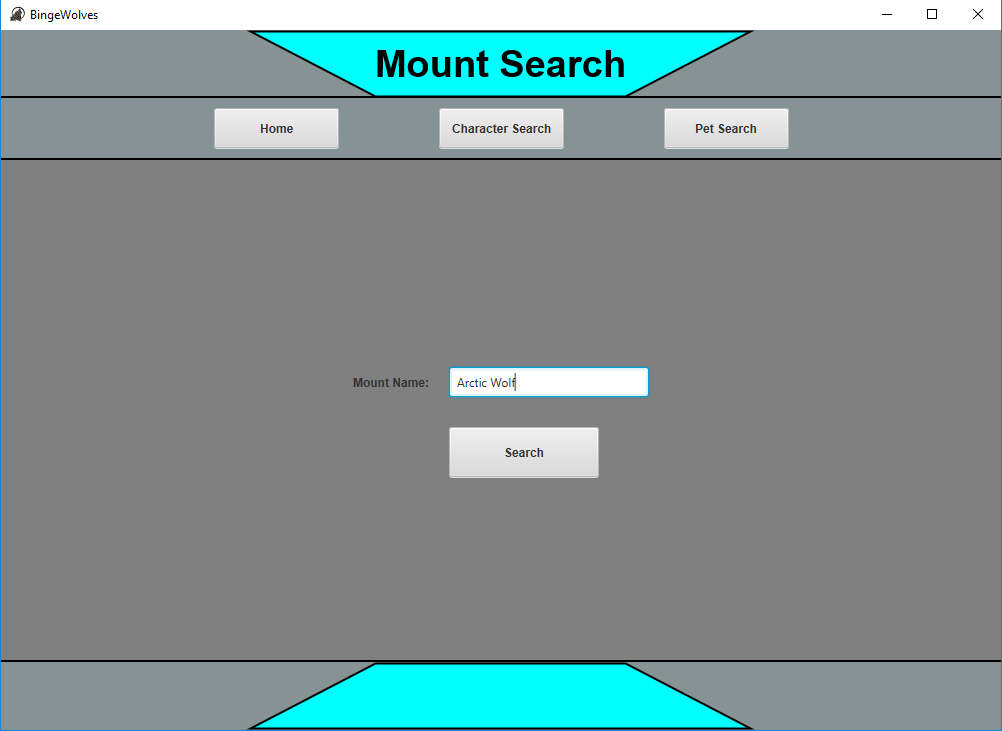 BingeWolves
Mount Search
Home Character Search Pet Search
Mount Name: Arctic Wolf
Search